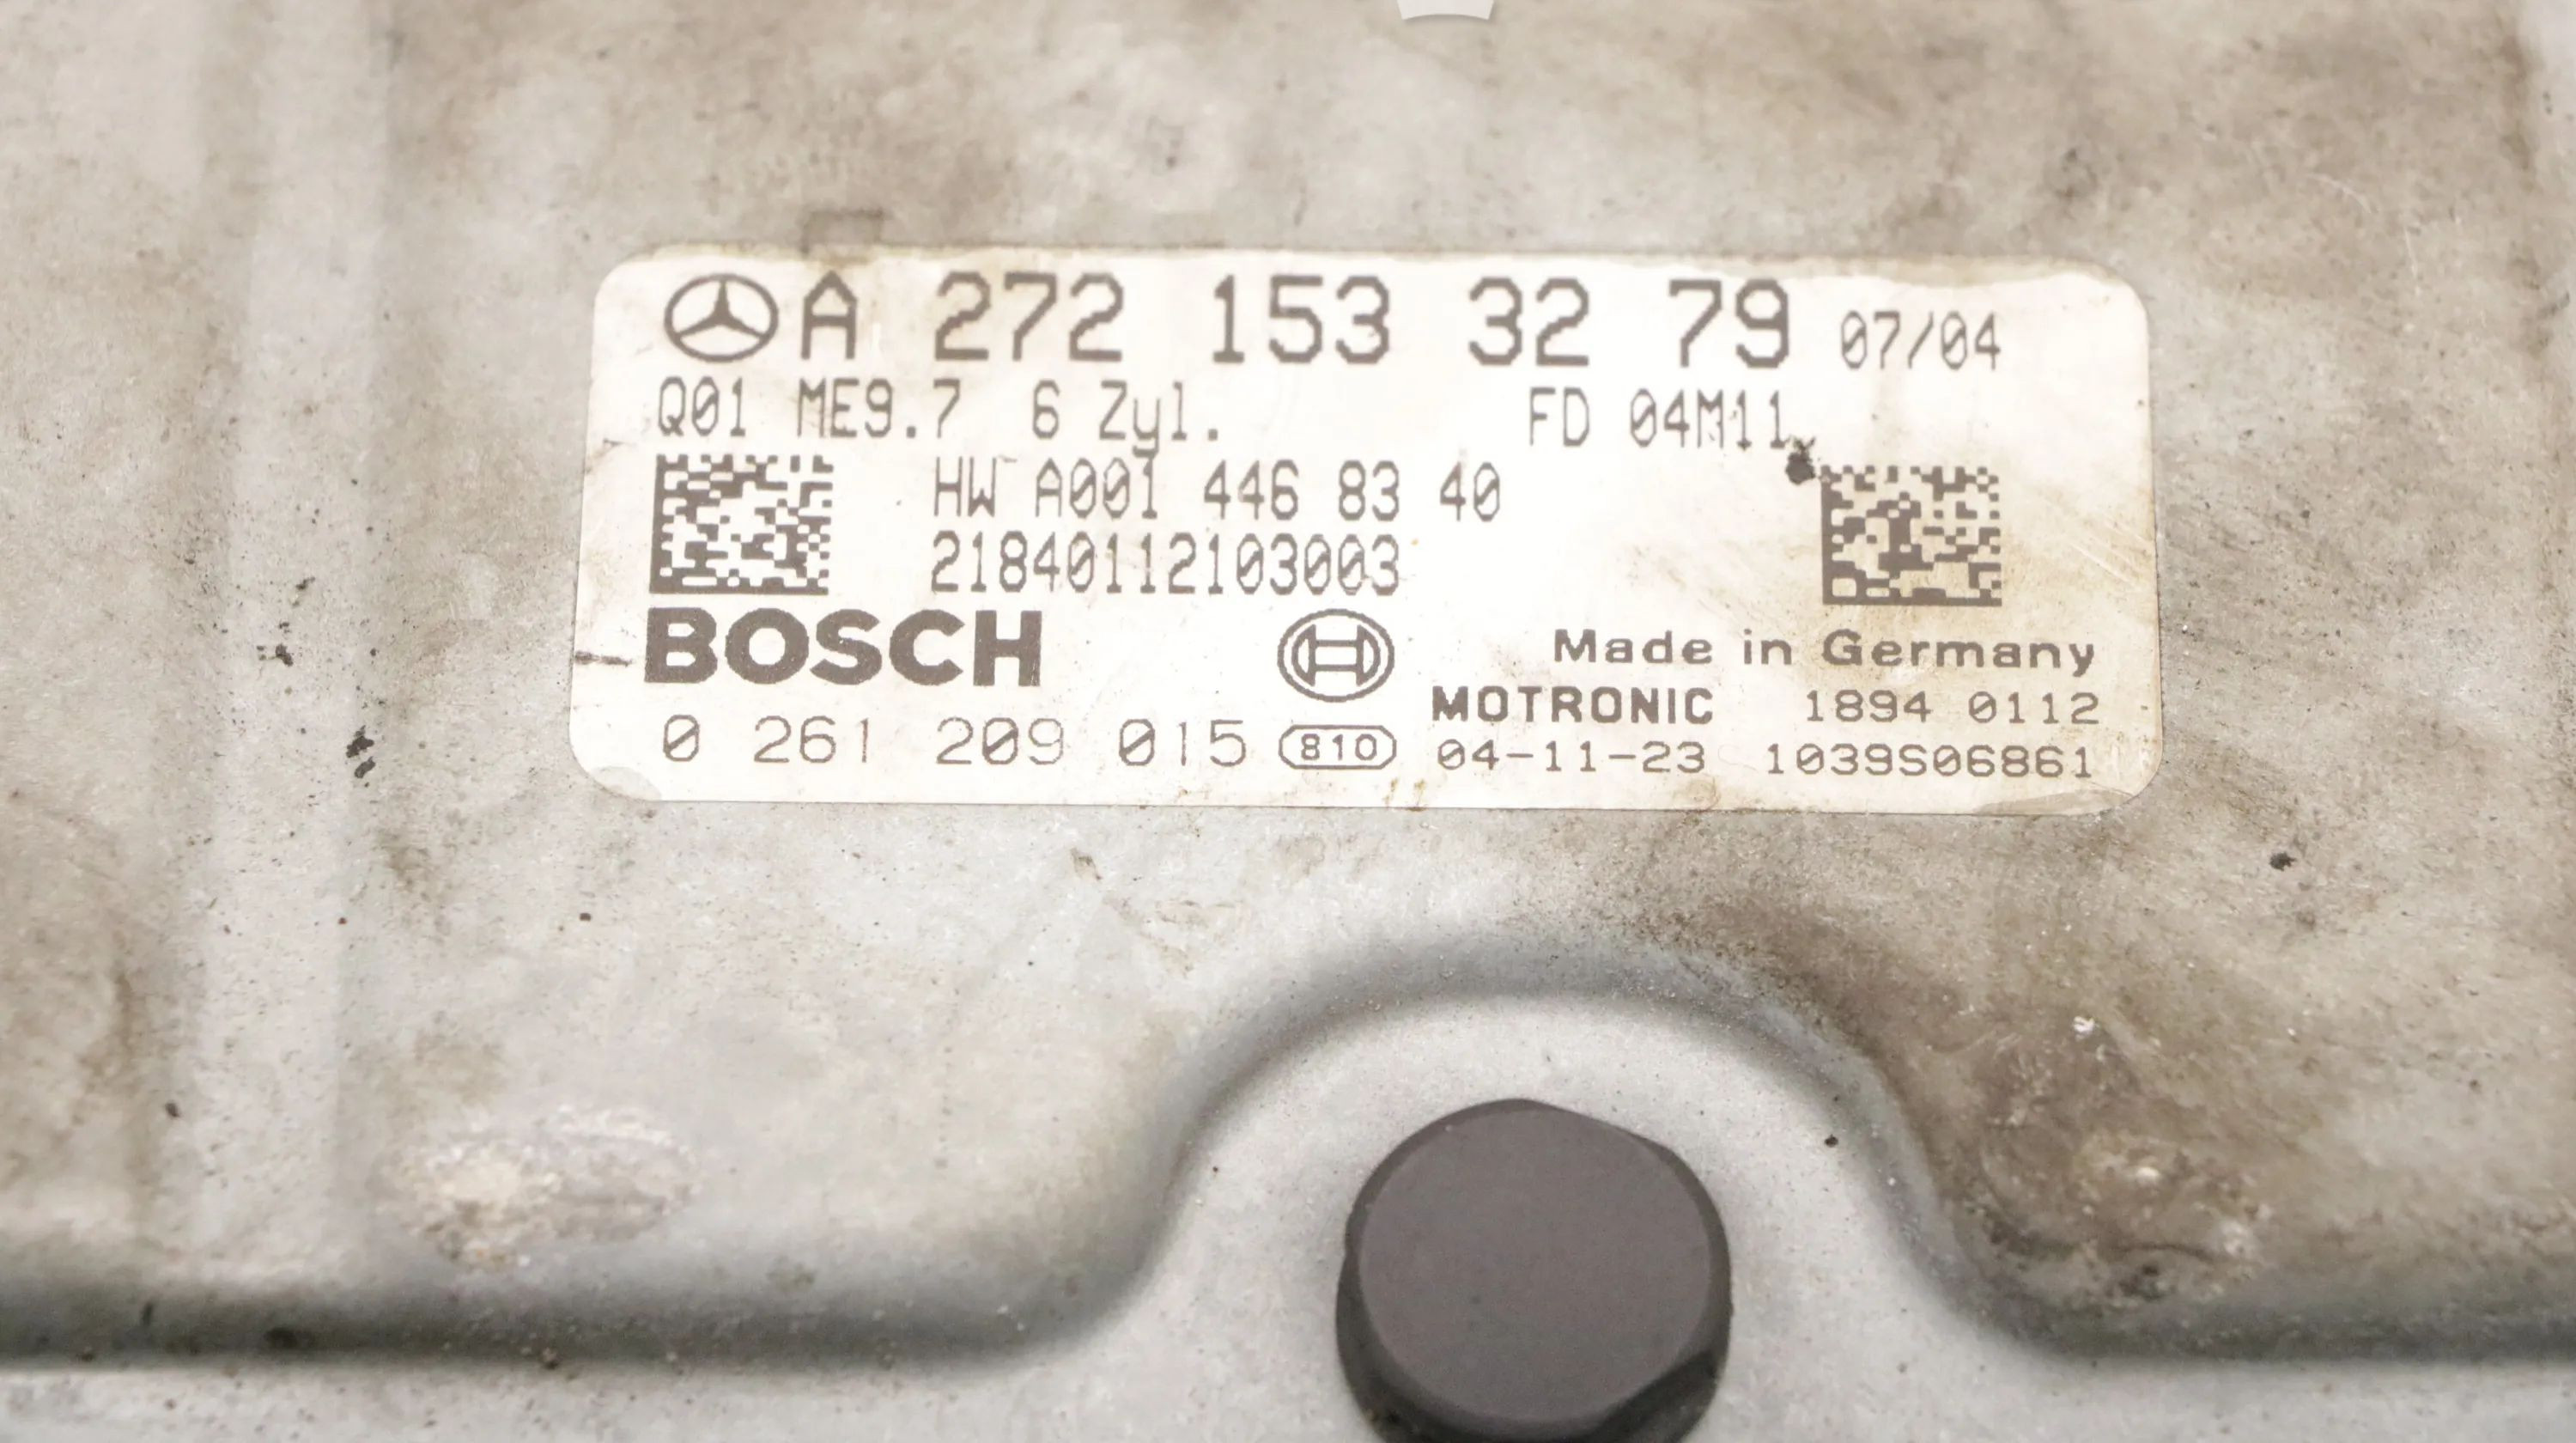 A 272 153 32 79 07/04
Q01 ME9.7 6 Zyl. FD 04M11
HW A001 446 83 40
21840112103003
BOSCH
Made in Germany
MOTRONIC 1894 0112
0 261 209 015 810 04-11-23 1039S06861